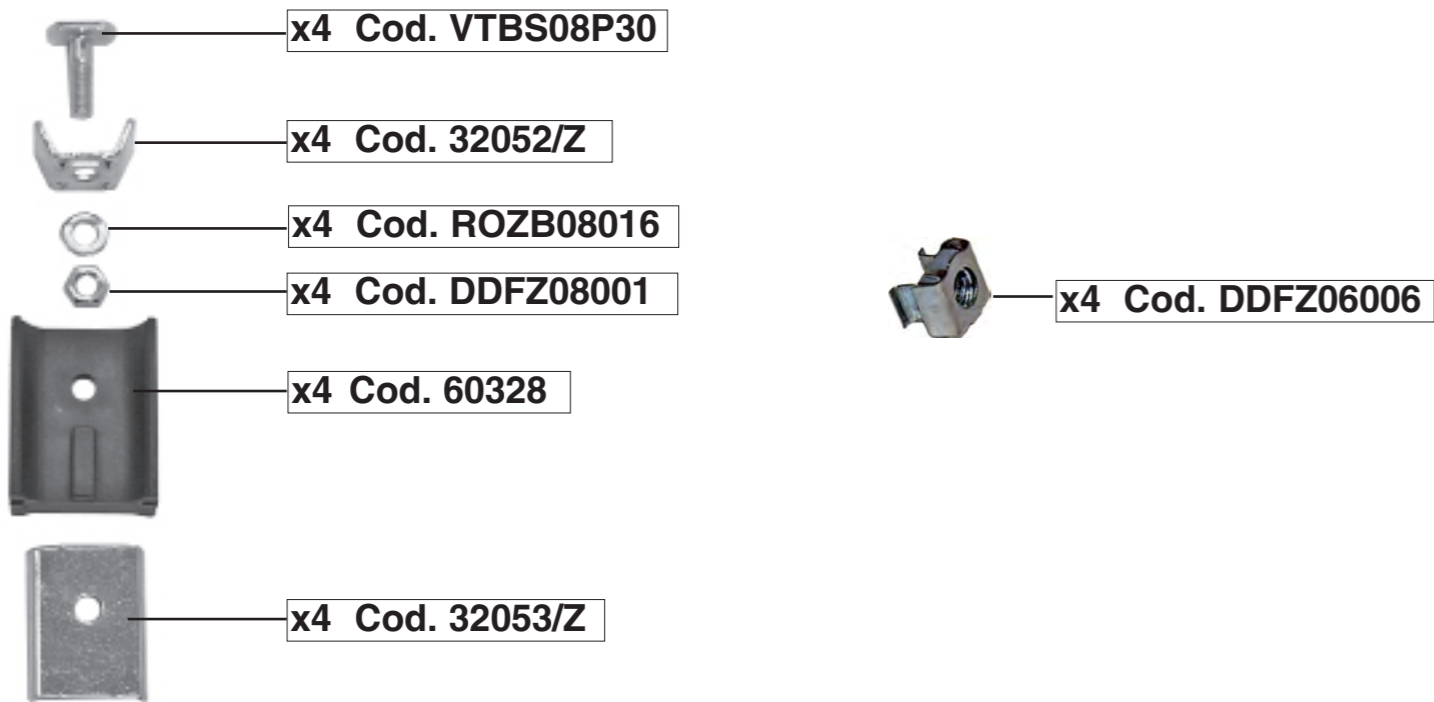 x4 Cod. VTBS08P30
x4 Cod. 32052/Z
x4 Cod. ROZB08016
x4 Cod. DDFZ08001
x4 Cod. 60328
x4 Cod. 32053/Z
x4 Cod. DDFZ06006